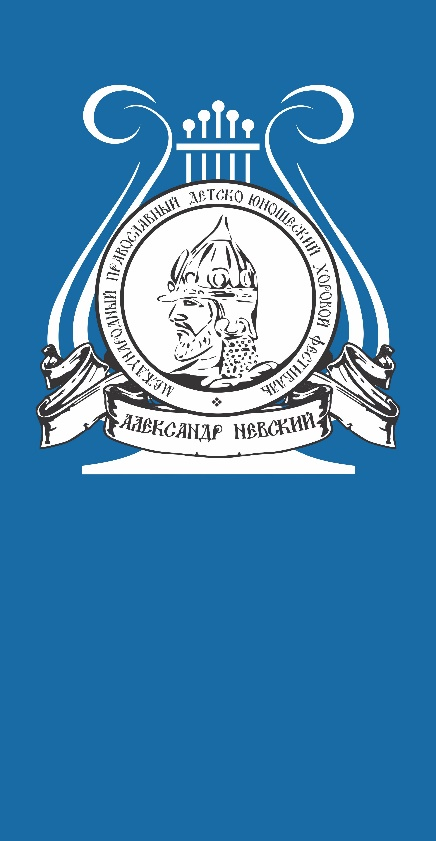 МЕЖДУНАРОДНЫЙ ПРАВОСЛАВНЫЙ ДЕТСКО ЮНОШЕСКИЙ ХОРОВОЙ ФЕСТИВАЛЬ
АЛЕКСАНДР НЕВСКИЙ